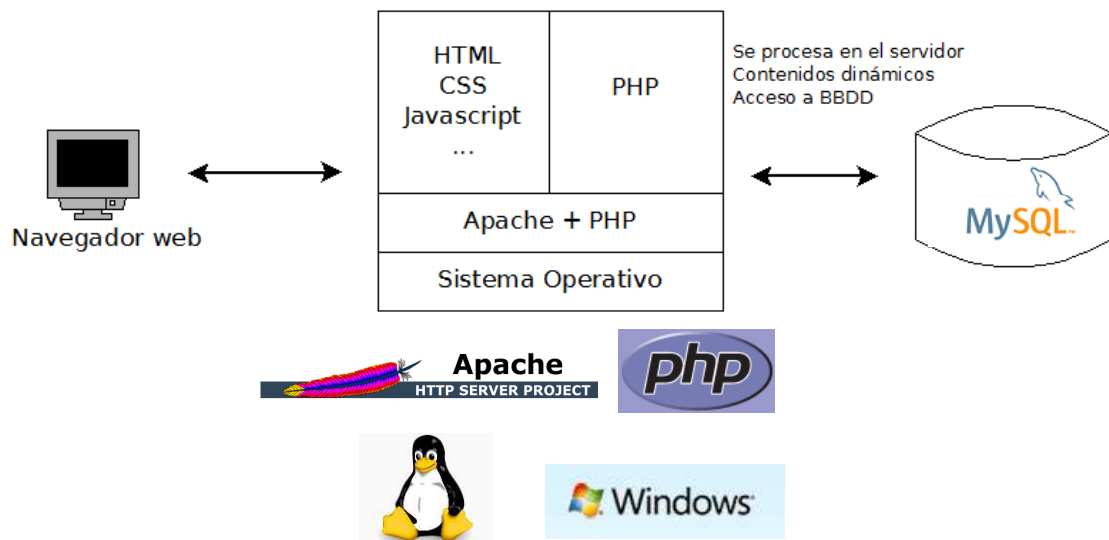 HTML
CSS
Javascript
...
PHP
Se procesa en el servidor
Contenidos dinámicos
Acceso a BBDD
Navegador web
MySQL™
Apache + PHP
Sistema Operativo
Apache
HTTP SERVER PROJECT
php
Windows